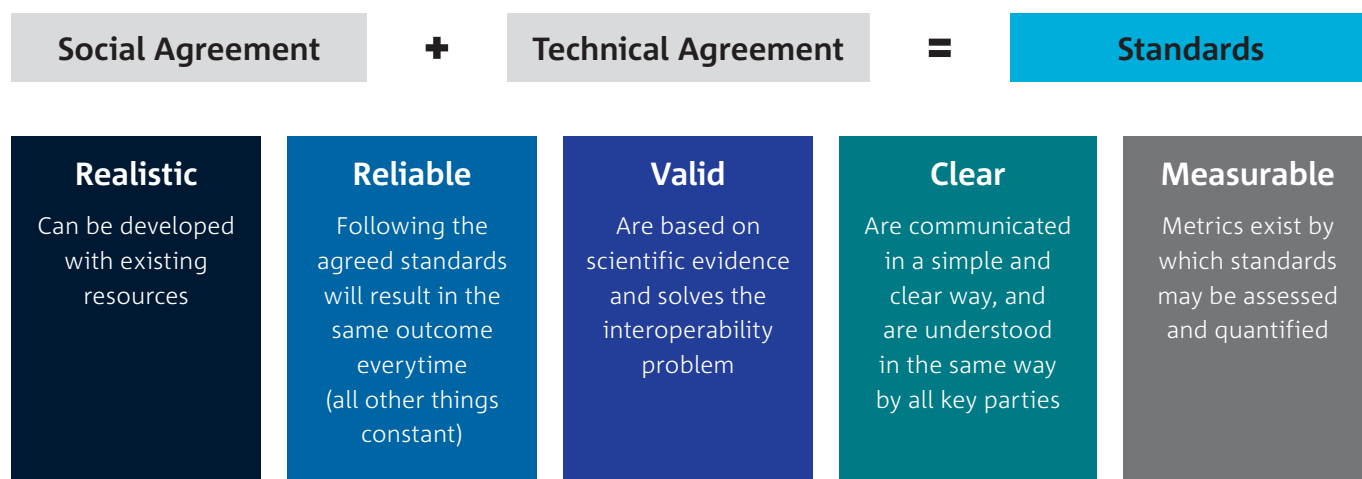 Social Agreement + Technical Agreement = Standards
Realistic
Can be developed
with existing
resources
Reliable
Following the
agreed standards
will result in the
same outcome
everytime
(all other things
constant)
Valid
Are based on
scientific evidence
and solves the
interoperability
problem
Clear
Are communicated
in a simple and
clear way, and
are understood
in the same way
by all key parties
Measurable
Metrics exist by
which standards
may be assessed
and quantified